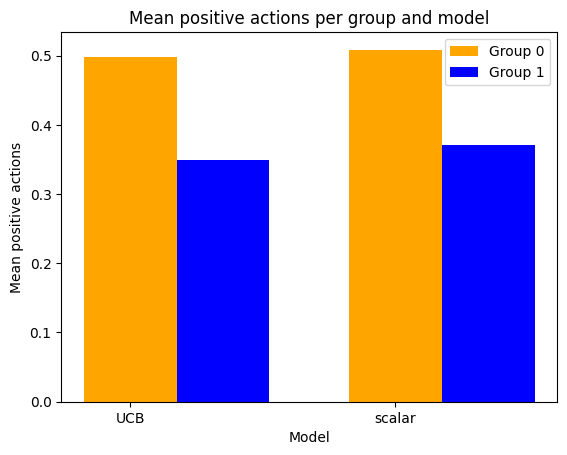 Mean positive actions per group and model
Group 0
Group 1
0.5
0.4
0.3
0.2
0.1
0.0
Mean positive actions
UCB
scalar
Model